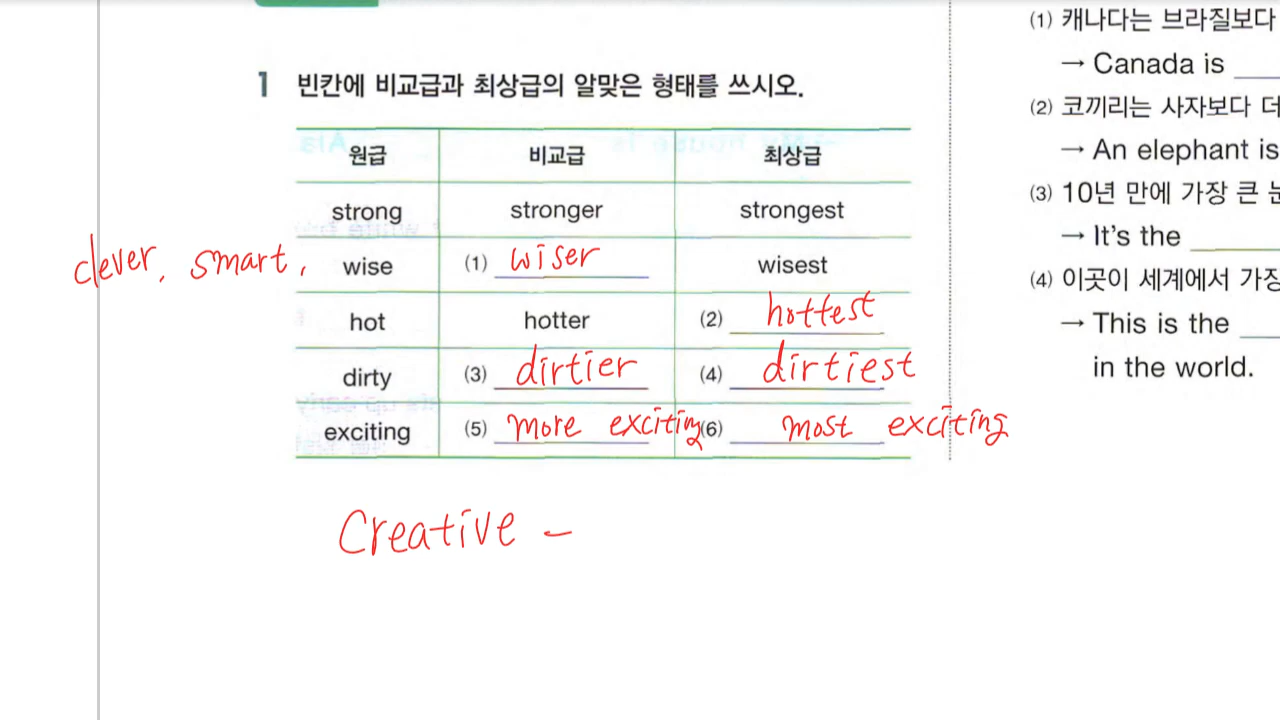 1 빈칸에 비교급과 최상급의 알맞은 형태를 쓰시오.
원급 비교급 최상급
strong stronger strongest
clever, smart, wise (1) wiser wisest
hot hotter (2) hottest
dirty (3) dirtier (4) dirtiest
exciting (5) more exciting (6) most exciting
Creative –
(1) 캐나다는 브라질보다
→ Canada is
(2) 코끼리는 사자보다 더
→ An elephant is
(3) 10년 만에 가장 큰
→ It's the
(4) 이곳이 세계에서 가장
→ This is the
in the world.